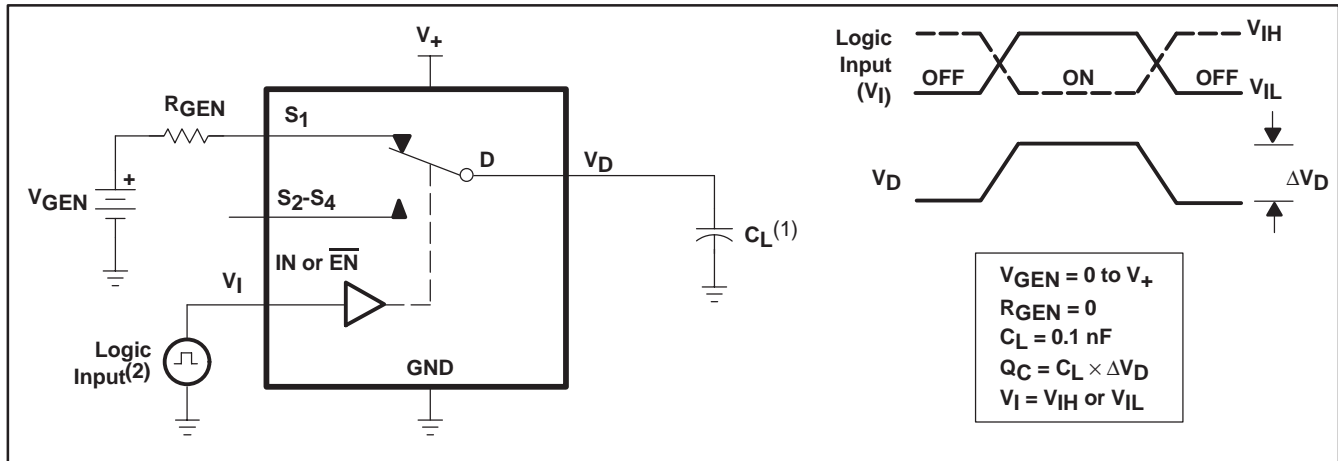 V+
RGEN
S1
D
VD
VGEN
+
S2-S4
CL(1)
IN or EN
VI
Logic
Input(2)
GND
Logic
Input
(VI)
OFF
ON
OFF
VIH
VIL
VD
ΔVD
VGEN = 0 to V+
RGEN = 0
CL = 0.1 nF
QC = CL × ΔVD
VI = VIH or VIL